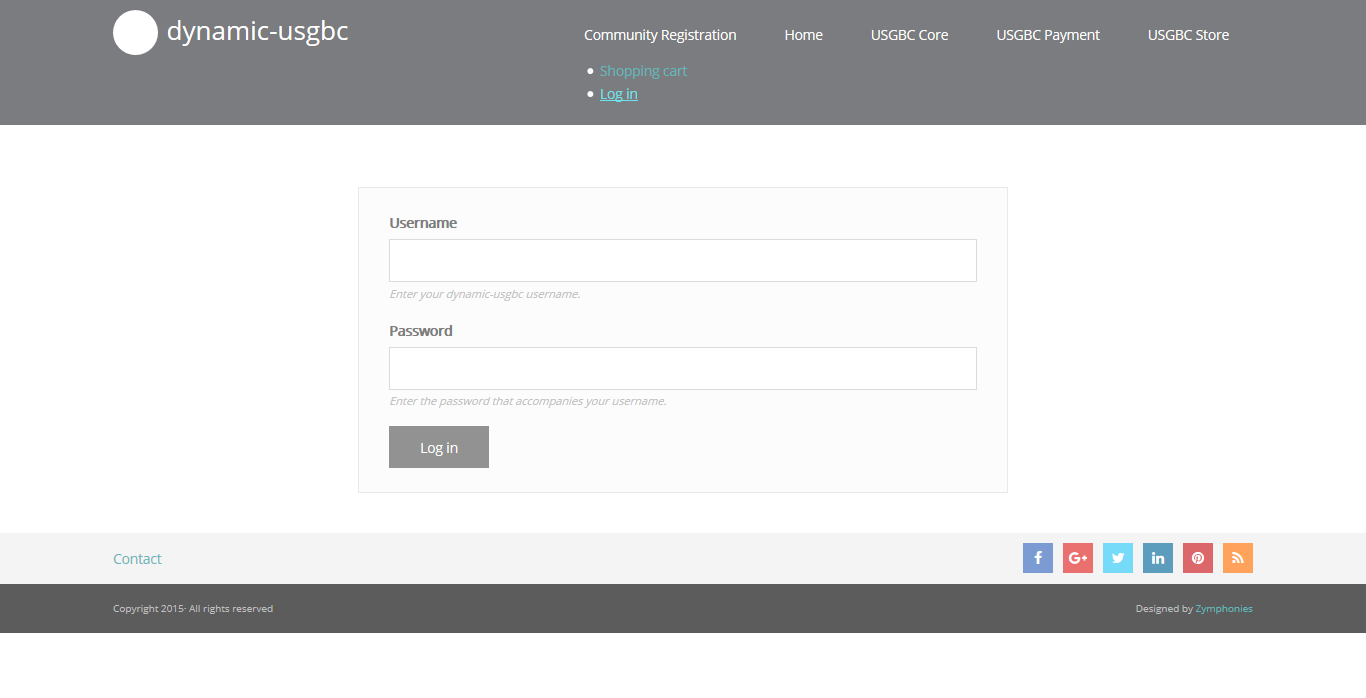 dynamic-usgbc
Community Registration Home USGBC Core USGBC Payment USGBC Store
Shopping cart
Log in
Username
Enter your dynamic-usgbc username.
Password
Enter the password that accompanies your username.
Log in
Contact
Copyright 2015· All rights reserved
Designed by Zymphonies